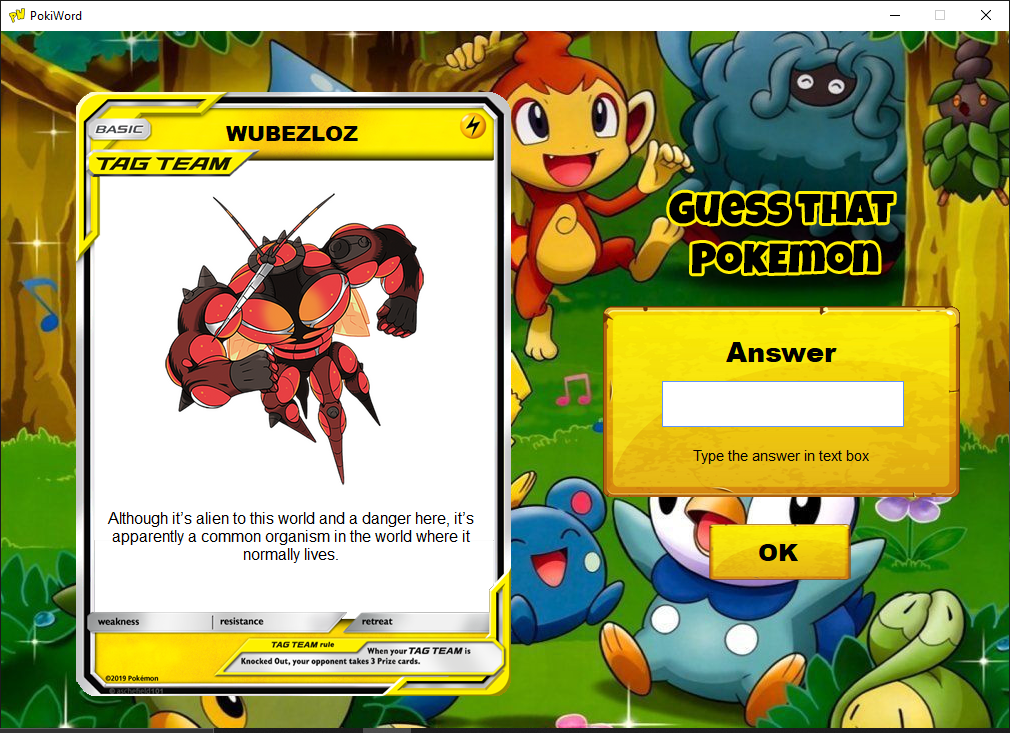 PW PokiWord
BASIC
WUBEZLOZ
TAG TEAM
Although it's alien to this world and a danger here, it's
apparently a common organism in the world where it
normally lives.
weakness
resistance
retreat
TAG TEAM rule
When your TAG TEAM is
Knocked Out, your opponent takes 3 Prize cards.
©2019 Pokémon
© aschefield101
GUESS THAT
POKEMON
Answer
Type the answer in text box
OK